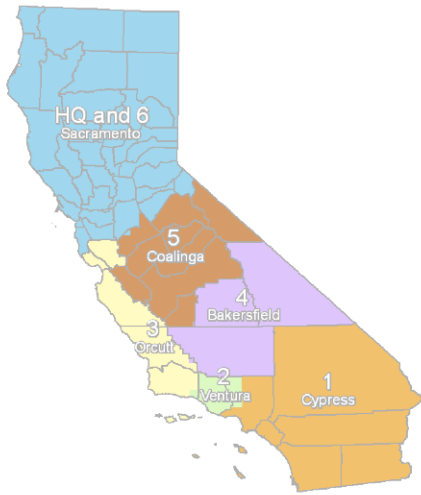 HQ and 6
Sacramento
5
Coalinga
4
Bakersfield
3
Orcutt
2
Ventura
1
Cypress